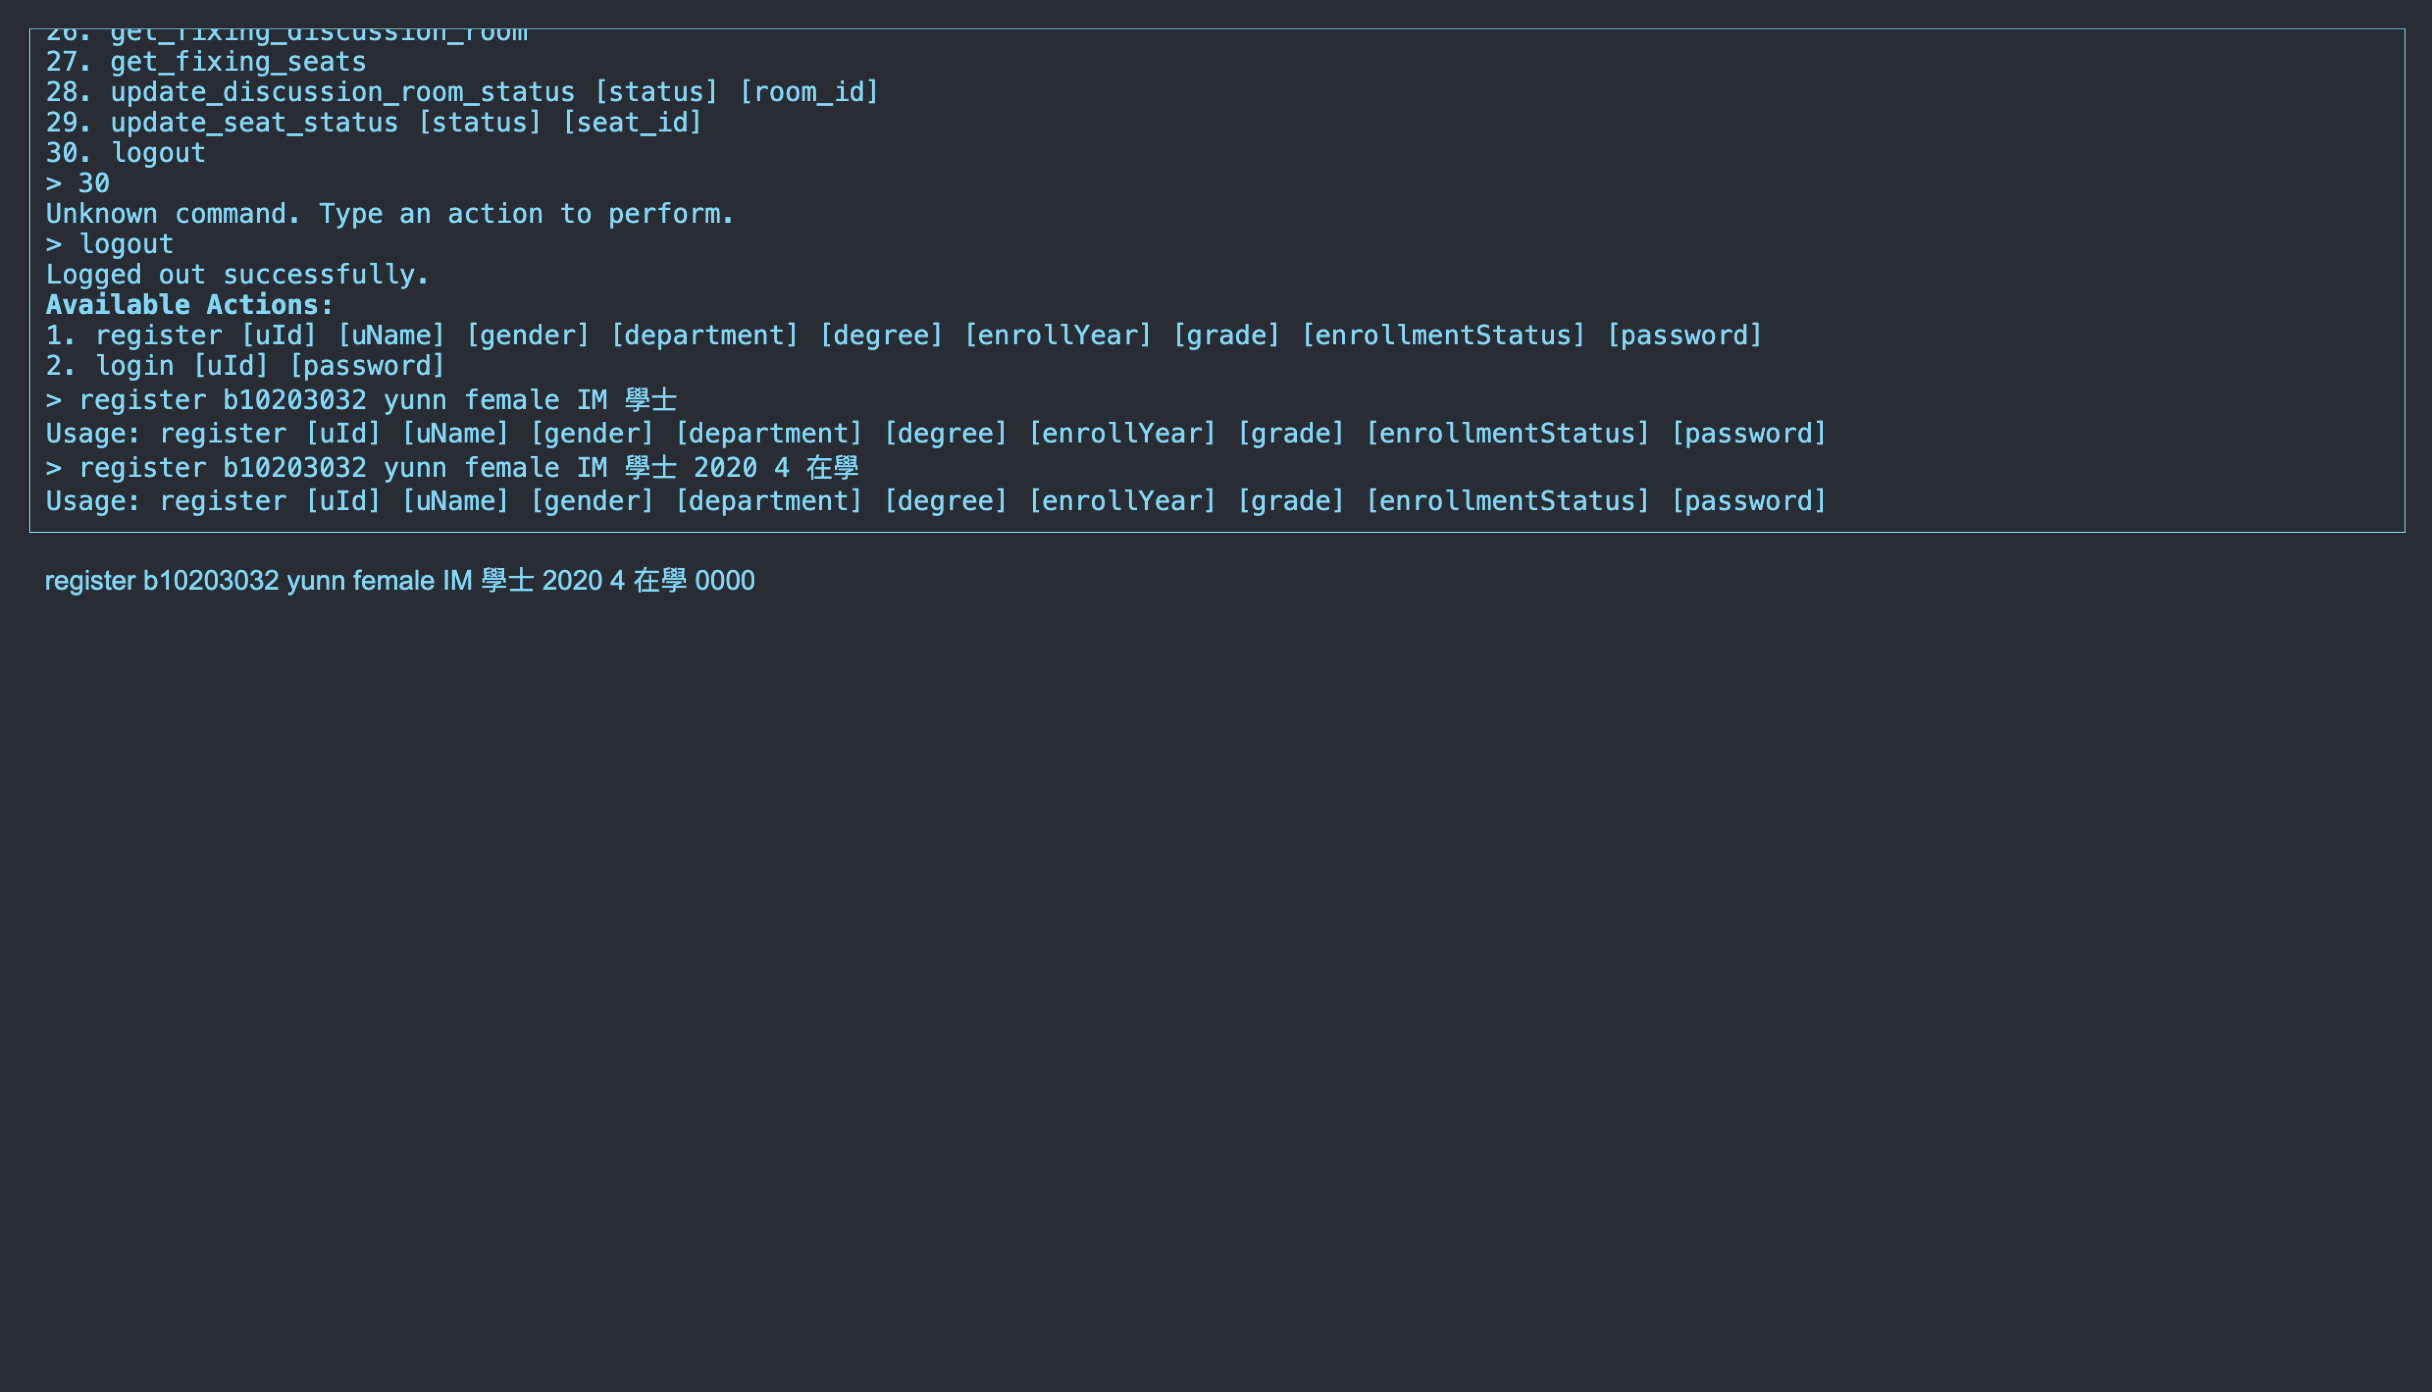 26. get_fixing_discussion_room
27. get_fixing_seats
28. update_discussion_room_status [status] [room_id]
29. update_seat_status [status] [seat_id]
30. logout
> 30
Unknown command. Type an action to perform.
> logout
Logged out successfully.
Available Actions:
1. register [uId] [uName] [gender] [department] [degree] [enrollYear] [grade] [enrollmentStatus] [password]
2. login [uId] [password]
> register b10203032 yunn female IM 學士
Usage: register [uId] [uName] [gender] [department] [degree] [enrollYear] [grade] [enrollmentStatus] [password]
> register b10203032 yunn female IM 學士 2020 4 在學
Usage: register [uId] [uName] [gender] [department] [degree] [enrollYear] [grade] [enrollmentStatus] [password]
register b10203032 yunn female IM 學士 2020 4 在學 0000